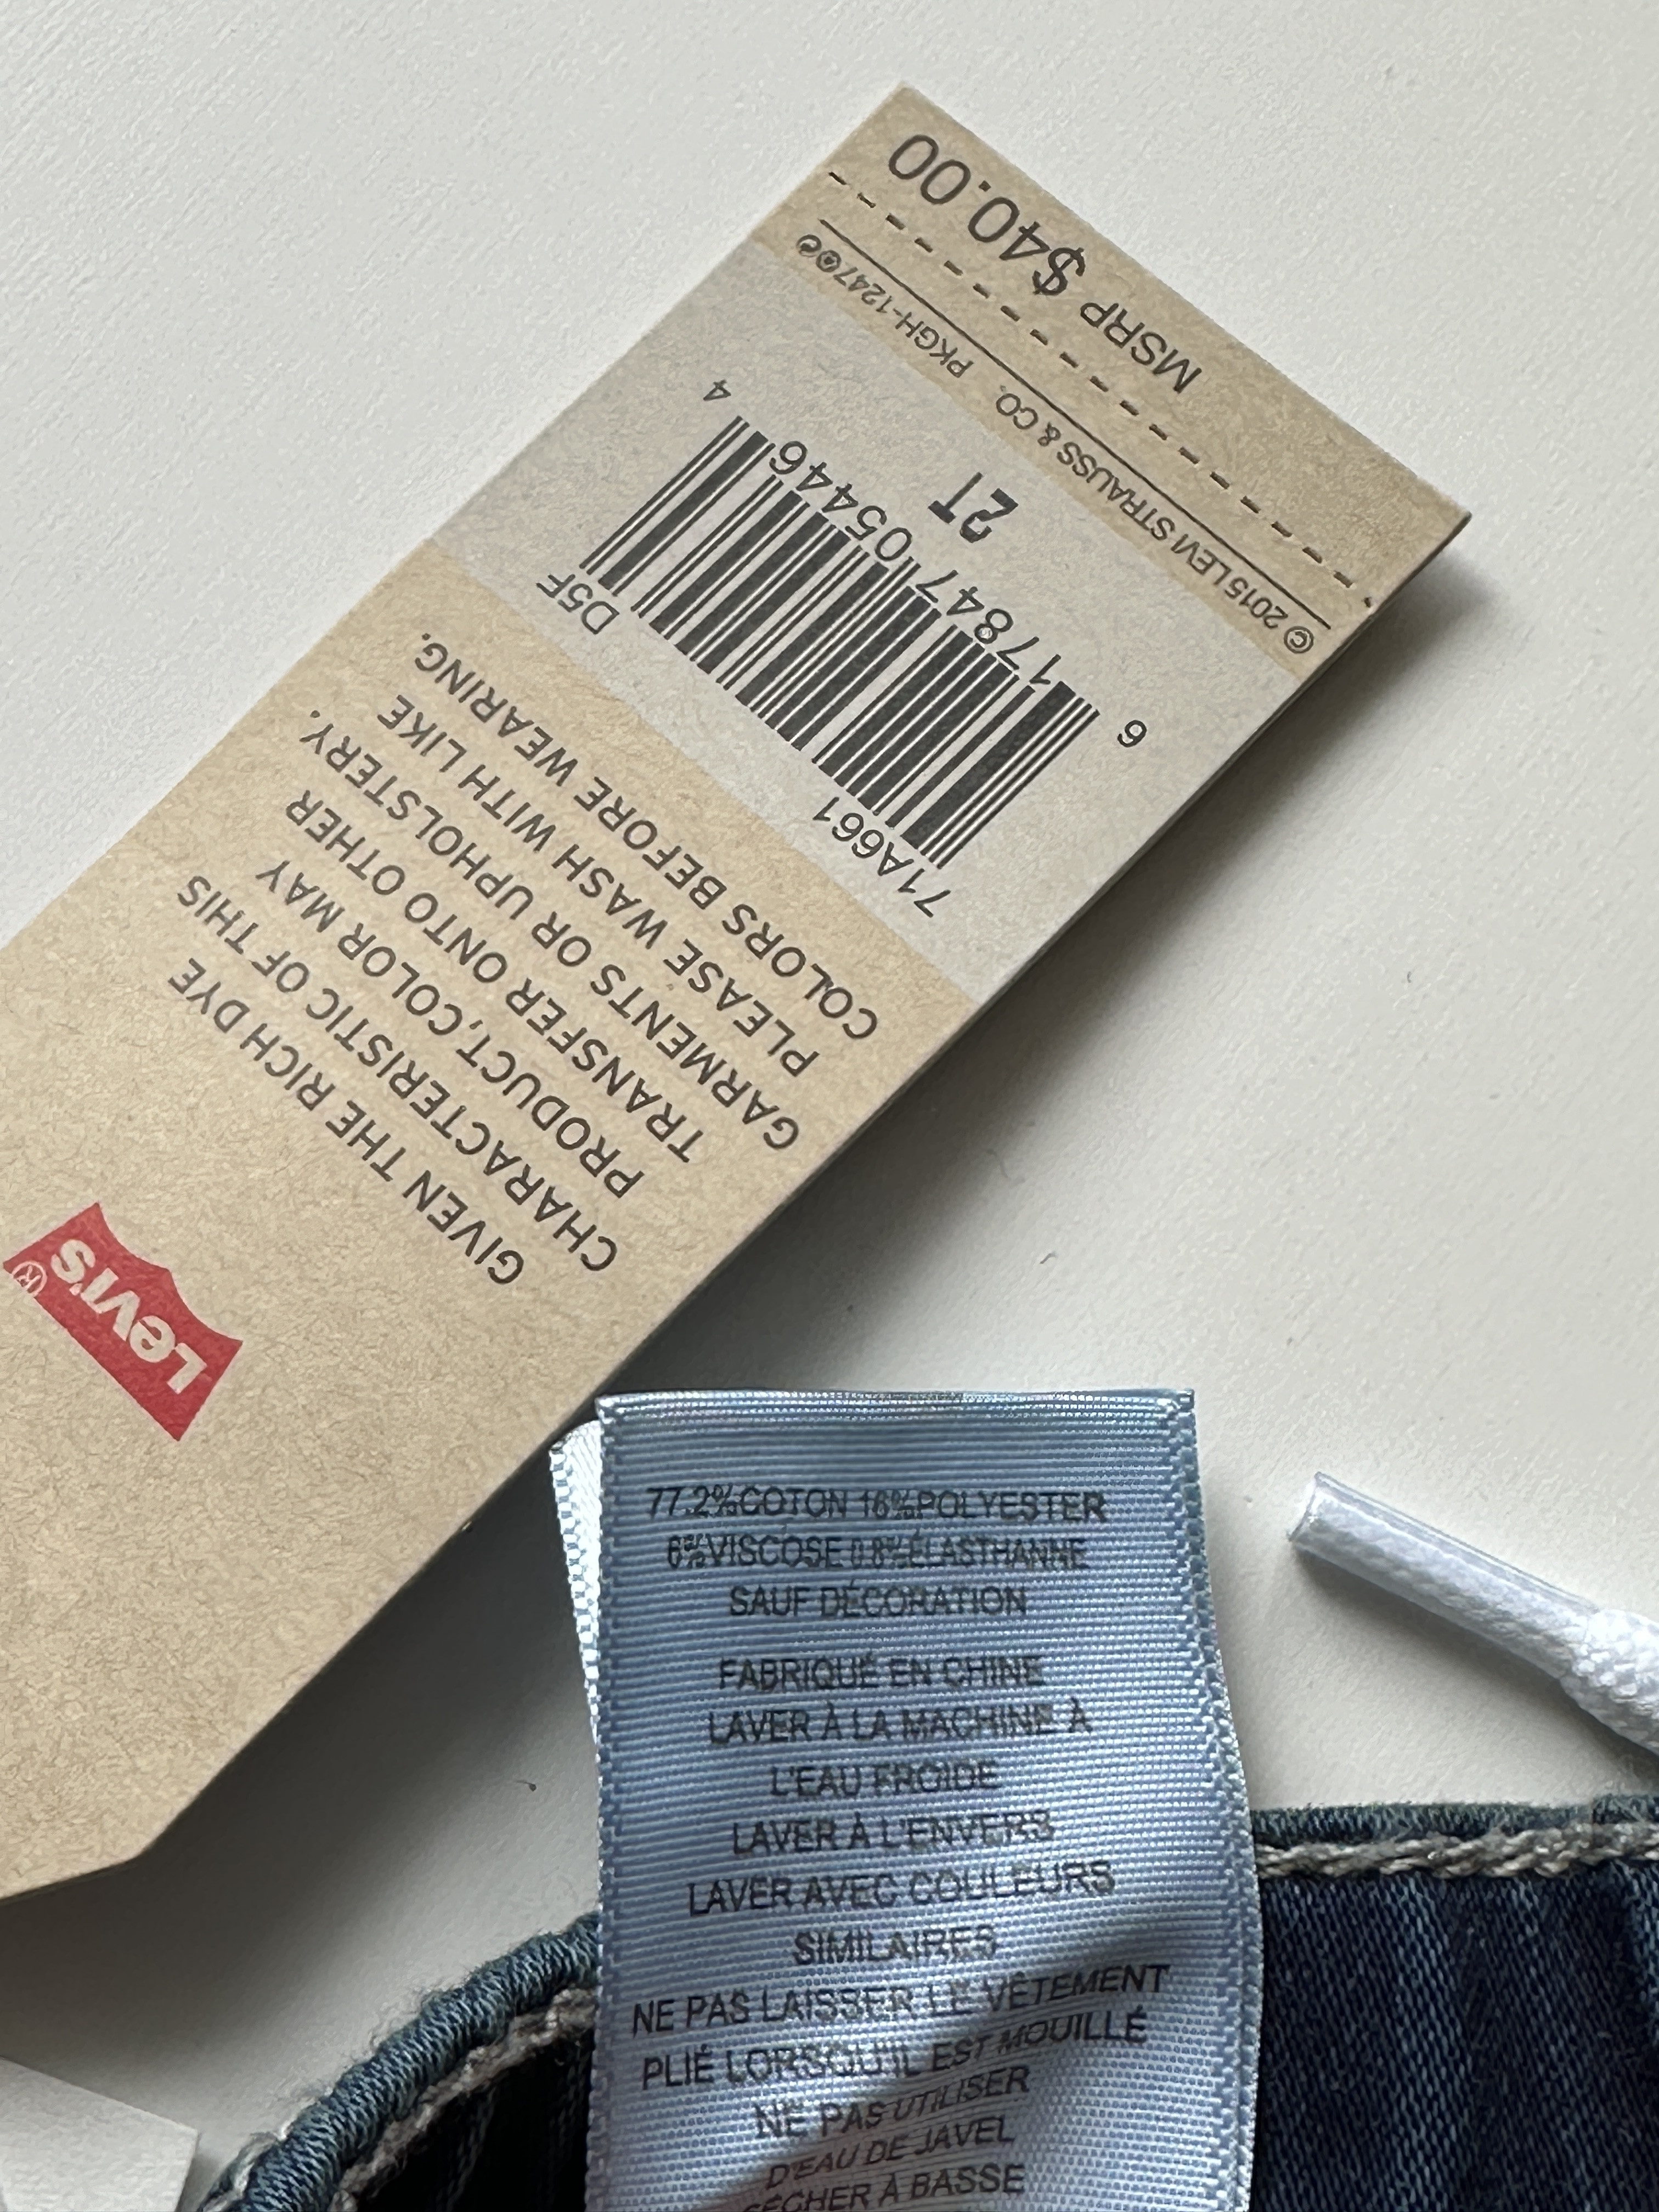 Levi's®
GIVEN THE RICH DYE
CHARACTERISTIC OF THIS
PRODUCT, COLOR MAY
TRANSFER ONTO OTHER
GARMENTS OR UPHOLSTERY.
PLEASE WASH WITH LIKE
COLORS BEFORE WEARING.
71A661 D5F
6 17847 05446 4
2T
© 2015 LEVI STRAUSS & CO. PKGH-12470
MSRP $40.00
77.2%COTON 16%POLYESTER
6%VISCOSE 0.8%ÉLASTHANNE
SAUF DÉCORATION
FABRIQUÉ EN CHINE
LAVER À LA MACHINE À
L'EAU FROIDE
LAVER À L'ENVERS
LAVER AVEC COULEURS
SIMILAIRES
NE PAS LAISSER LE VÊTEMENT
PLIÉ LORSQU'IL EST MOUILLÉ
NE PAS UTILISER
D'EAU DE JAVEL
SÉCHER À BASSE